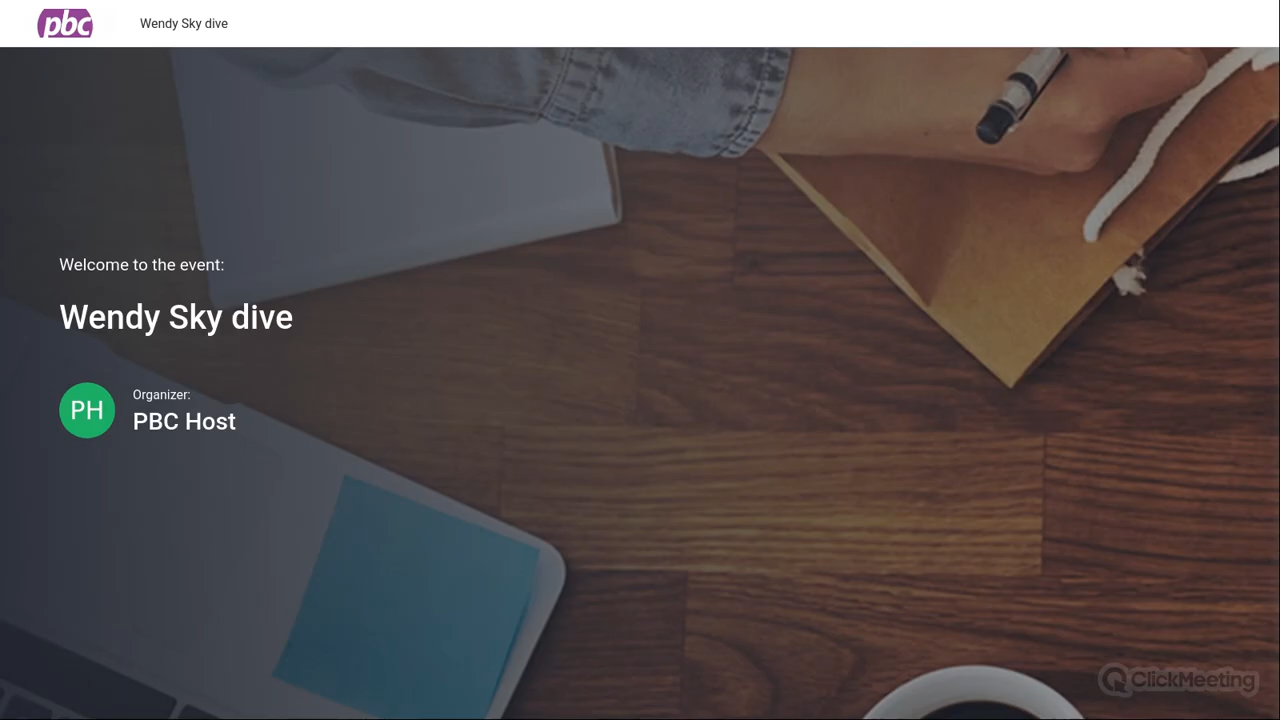 pbc
Wendy Sky dive
Welcome to the event:
Wendy Sky dive
PH
Organizer:
PBC Host
ClickMeeting